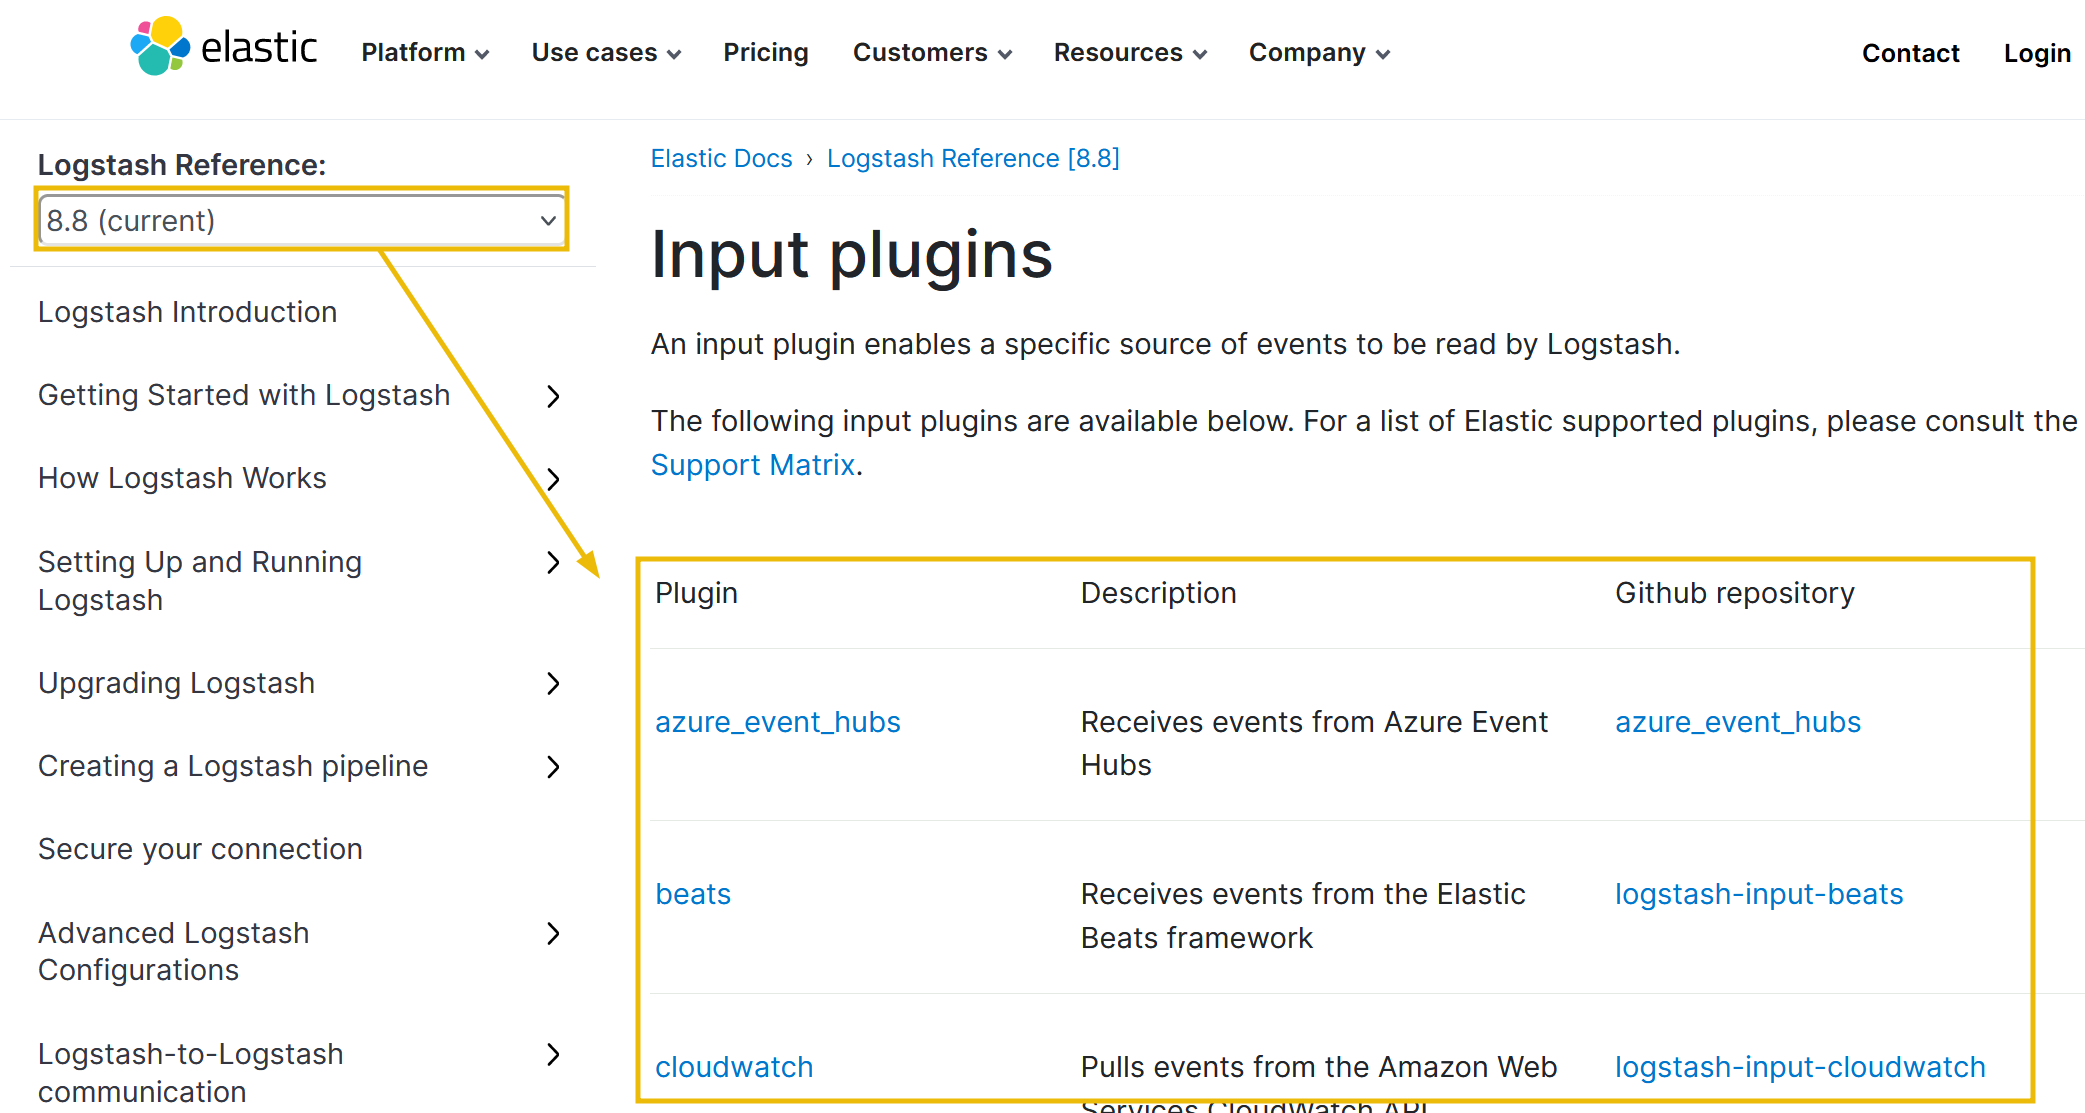 elastic
Platform
Use cases
Pricing
Customers
Resources
Company
Contact
Login
Logstash Reference:
8.8 (current)
Logstash Introduction
Getting Started with Logstash
How Logstash Works
Setting Up and Running
Logstash
Upgrading Logstash
Creating a Logstash pipeline
Secure your connection
Advanced Logstash
Configurations
Logstash-to-Logstash
communication
Elastic Docs › Logstash Reference [8.8]
Input plugins
An input plugin enables a specific source of events to be read by Logstash.
The following input plugins are available below. For a list of Elastic supported plugins, please consult the
Support Matrix.
Plugin Description Github repository
azure_event_hubs Receives events from Azure Event azure_event_hubs
Hubs
beats Receives events from the Elastic logstash-input-beats
Beats framework
cloudwatch Pulls events from the Amazon Web logstash-input-cloudwatch
Services CloudWatch API